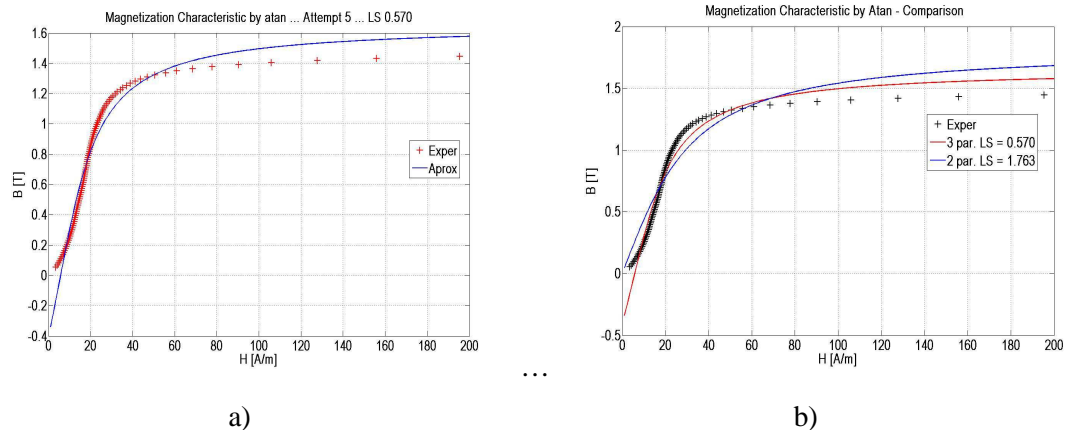 Magnetization Characteristic by atan ... Attempt 5 ... LS 0.570
1.6
1.4
1.2
1
0.8
0.6
0.4
0.2
0
-0.2
-0.4
B [T]
Exper
Aprox
0 20 40 60 80 100 120 140 160 180 200
H [A/m]
a)
...
Magnetization Characteristic by Atan - Comparison
2
1.5
1
0.5
0
-0.5
B [T]
Exper
3 par. LS = 0.570
2 par. LS = 1.763
0 20 40 60 80 100 120 140 160 180 200
H [A/m]
b)